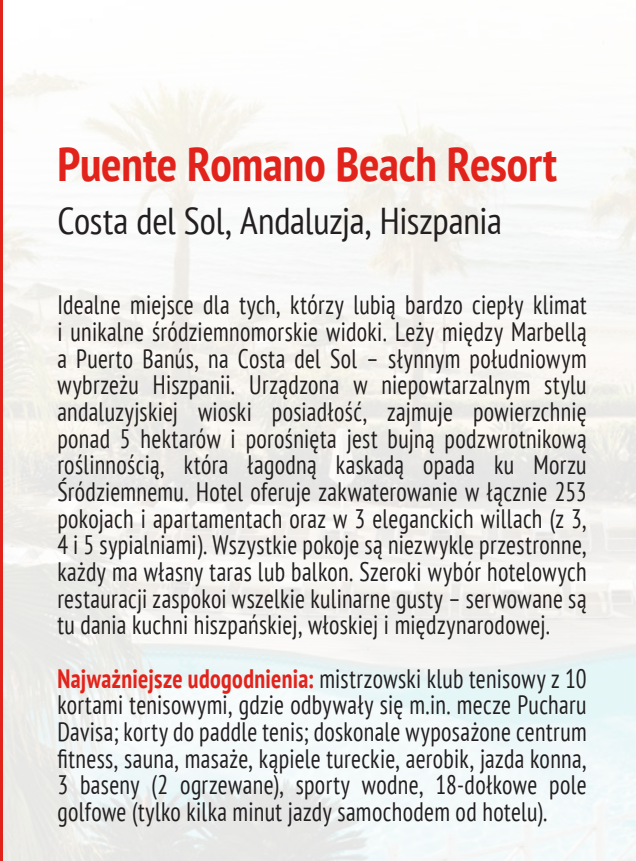 Puente Romano Beach Resort
Costa del Sol, Andaluzja, Hiszpania
Idealne miejsce dla tych, którzy lubią bardzo ciepły klimat
i unikalne śródziemnomorskie widoki. Leży między Marbellą
a Puerto Banús, na Costa del Sol – słynnym południowym
wybrzeżu Hiszpanii. Urządzona w niepowtarzalnym stylu
andaluzyjskiej wioski posiadłość, zajmuje powierzchnię
ponad 5 hektarów i porośnięta jest bujną podzwrotnikową
roślinnością, która łagodną kaskadą opada ku Morzu
Śródziemnemu. Hotel oferuje zakwaterowanie w łącznie 253
pokojach i apartamentach oraz w 3 eleganckich willach (z 3,
4 i 5 sypialniami). Wszystkie pokoje są niezwykle przestronne,
każdy ma własny taras lub balkon. Szeroki wybór hotelowych
restauracji zaspokoi wszelkie kulinarne gusty – serwowane są
tu dania kuchni hiszpańskiej, włoskiej i międzynarodowej.
Najważniejsze udogodnienia: mistrzowski klub tenisowy z 10
kortami tenisowymi, gdzie odbywały się m.in. mecze Pucharu
Davisa; korty do paddle tenis; doskonale wyposażone centrum
fitness, sauna, masaże, kąpiele tureckie, aerobik, jazda konna,
3 baseny (2 ogrzewane), sporty wodne, 18-dołkowe pole
golfowe (tylko kilka minut jazdy samochodem od hotelu).